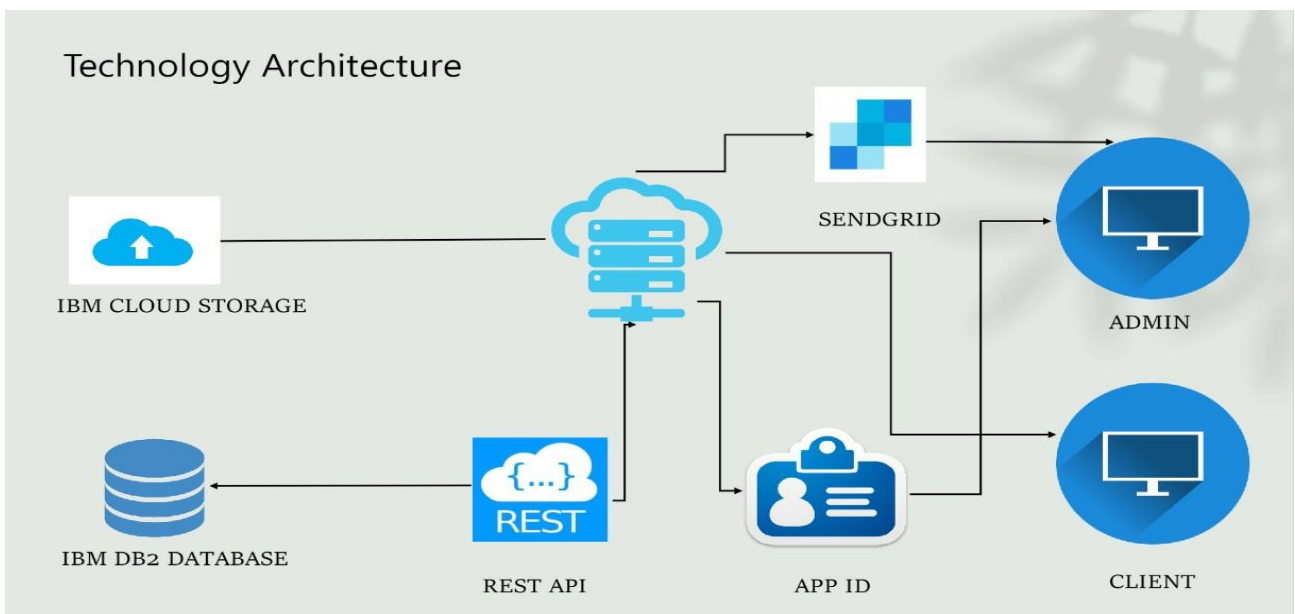 Technology Architecture
SENDGRID
IBM CLOUD STORAGE
ADMIN
{...}
REST
IBM DB2 DATABASE
REST API
APP ID
CLIENT